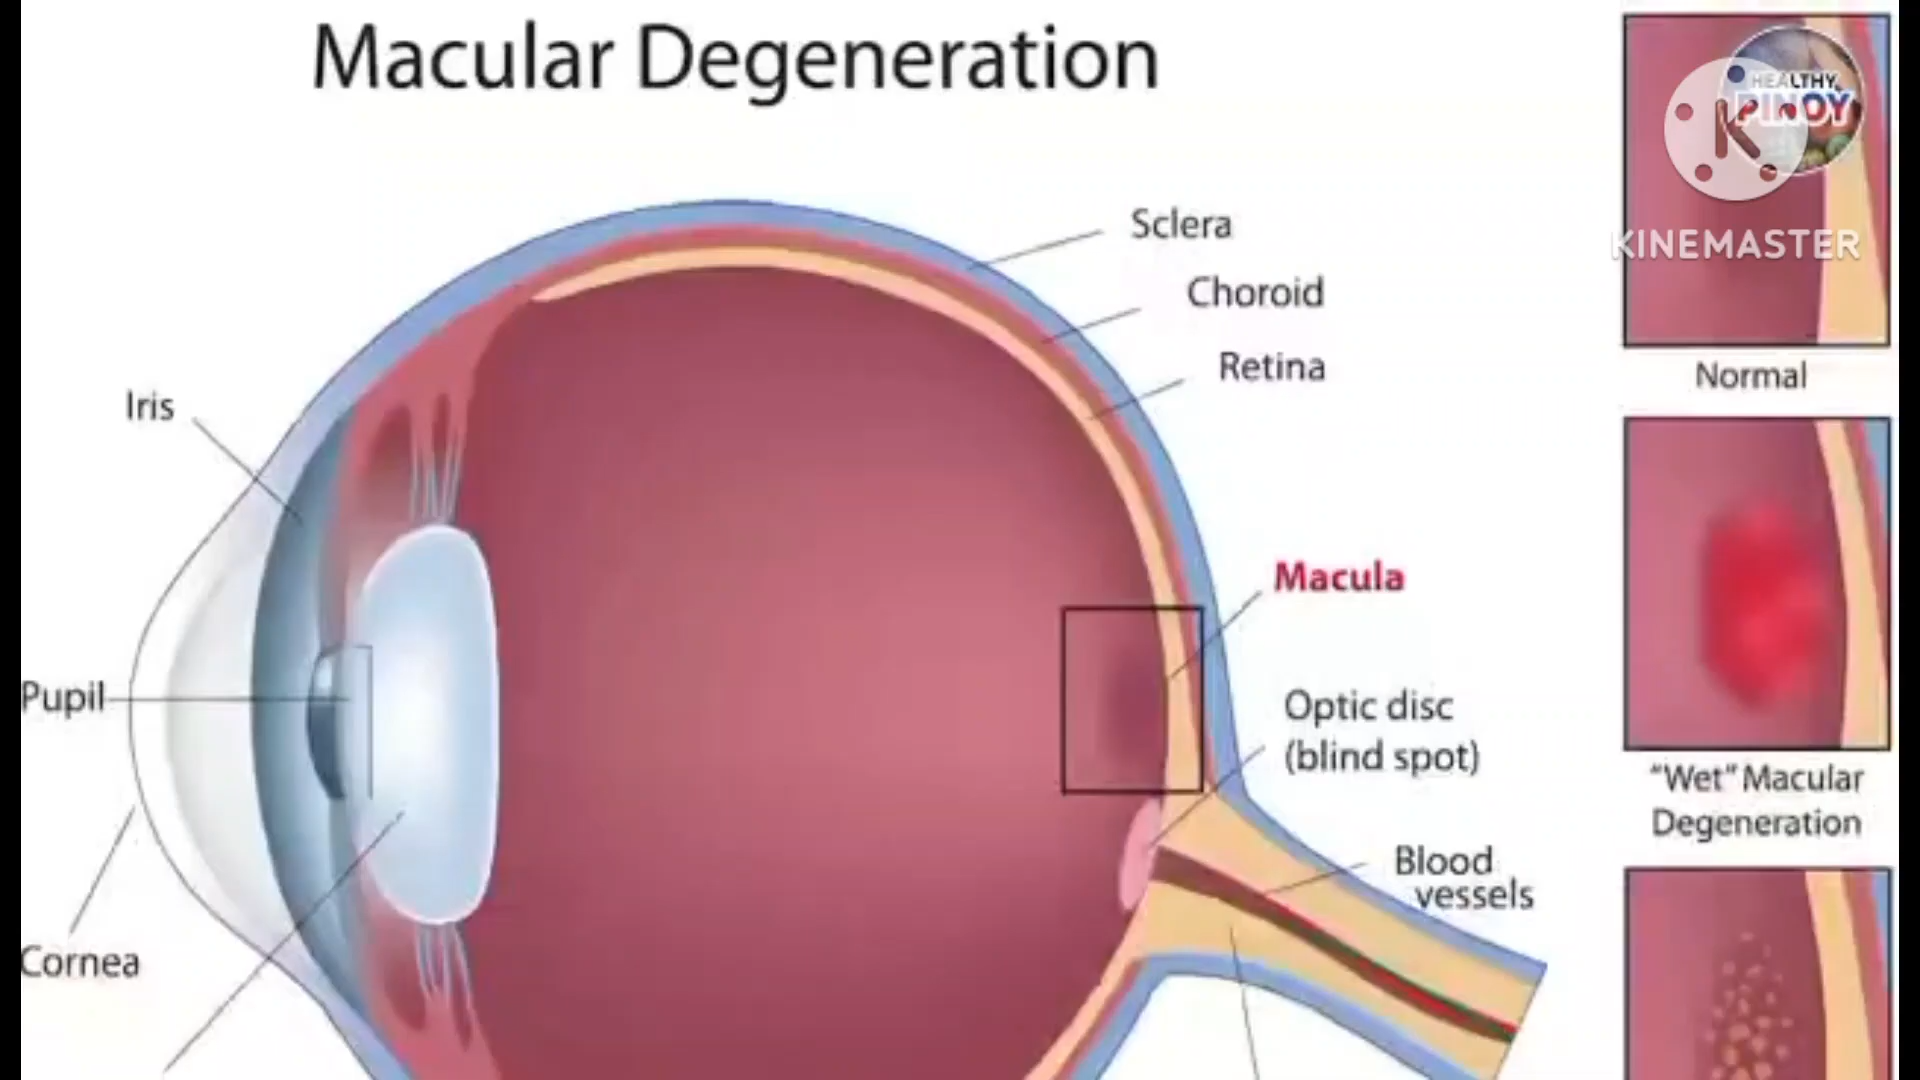 Macular Degeneration
HEALTHY
PINOY
KINEMASTER
Sclera
Choroid
Retina
Normal
Iris
Macula
Pupil
Optic disc
(blind spot)
"Wet" Macular
Degeneration
Blood
vessels
Cornea